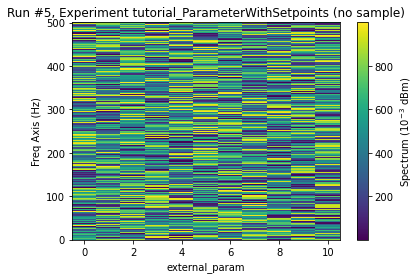 Run #5, Experiment tutorial_ParameterWithSetpoints (no sample)
500
400
300
200
100
0
Freq Axis (Hz)
0 2 4 6 8 10
external_param
800
600
400
200
Spectrum (10⁻³ dBm)